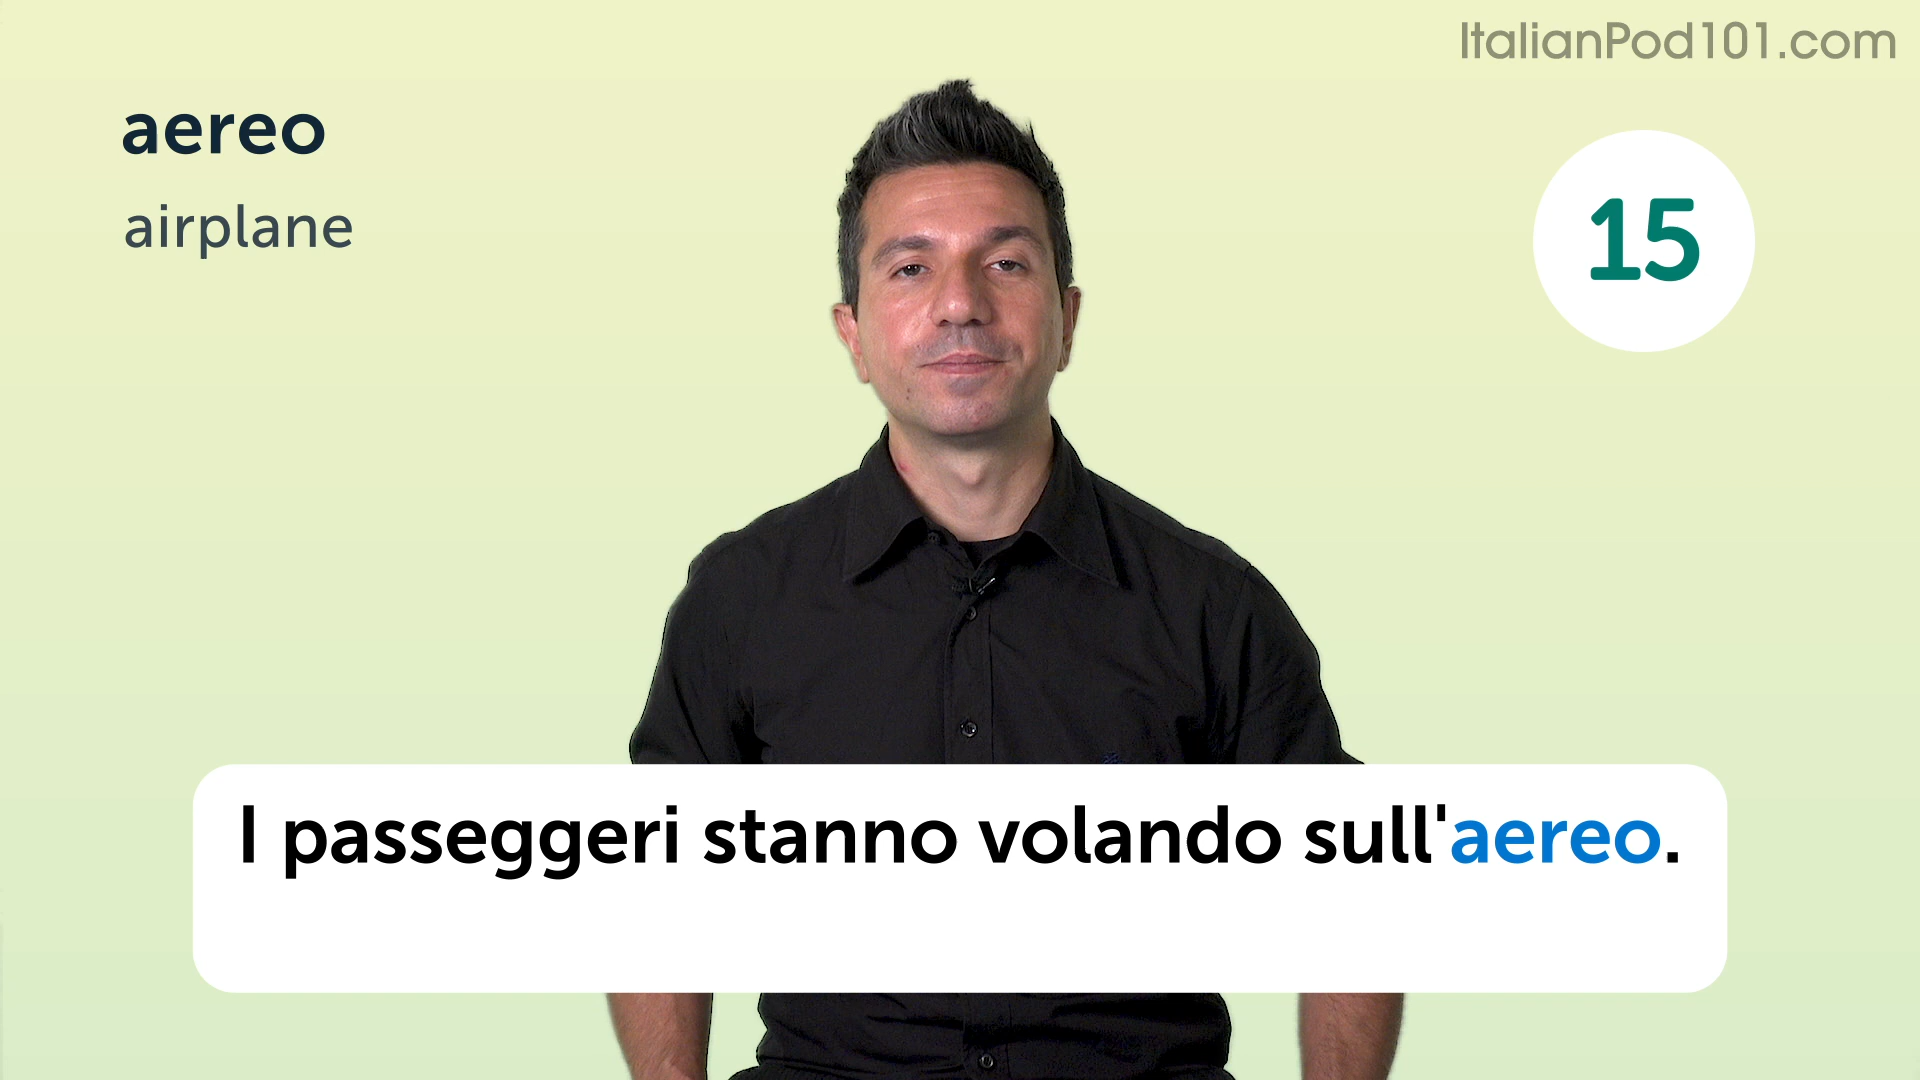 ItalianPod101.com
aereo
airplane
15
I passeggeri stanno volando sull'aereo.